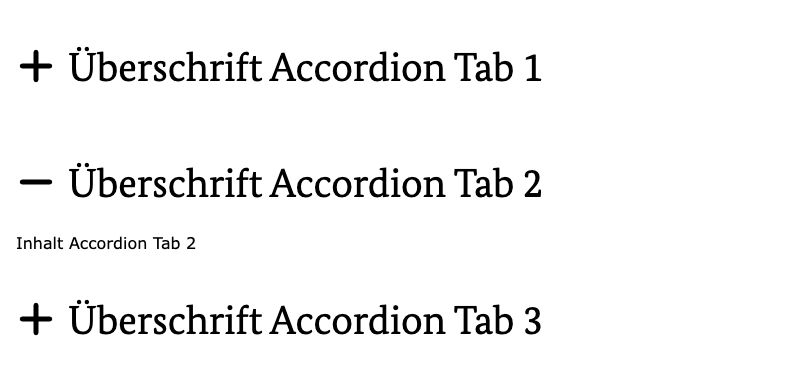 Überschrift Accordion Tab 1
Überschrift Accordion Tab 2
Inhalt Accordion Tab 2
Überschrift Accordion Tab 3